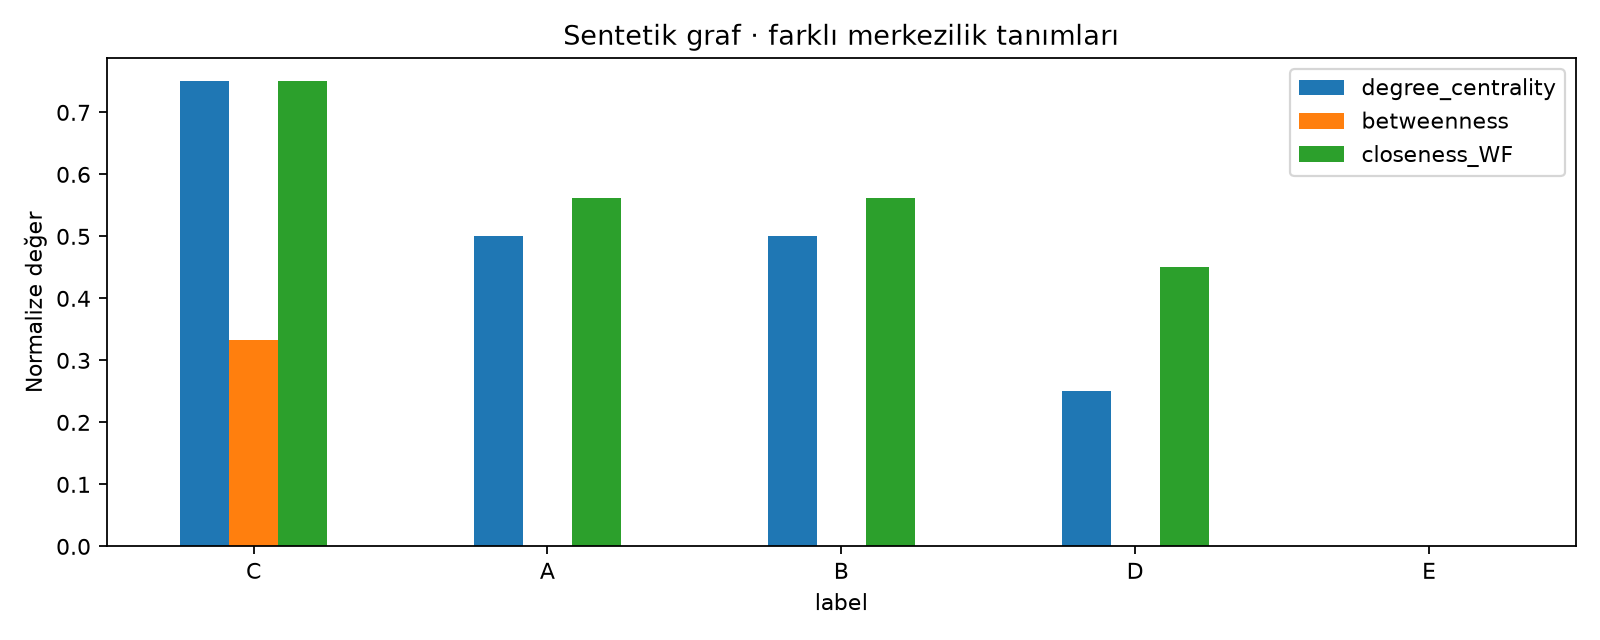 Sentetik graf · farklı merkezilik tanımları
degree_centrality
betweenness
closeness_WF
Normalize değer
0.7
0.6
0.5
0.4
0.3
0.2
0.1
0.0
C A B D E
label